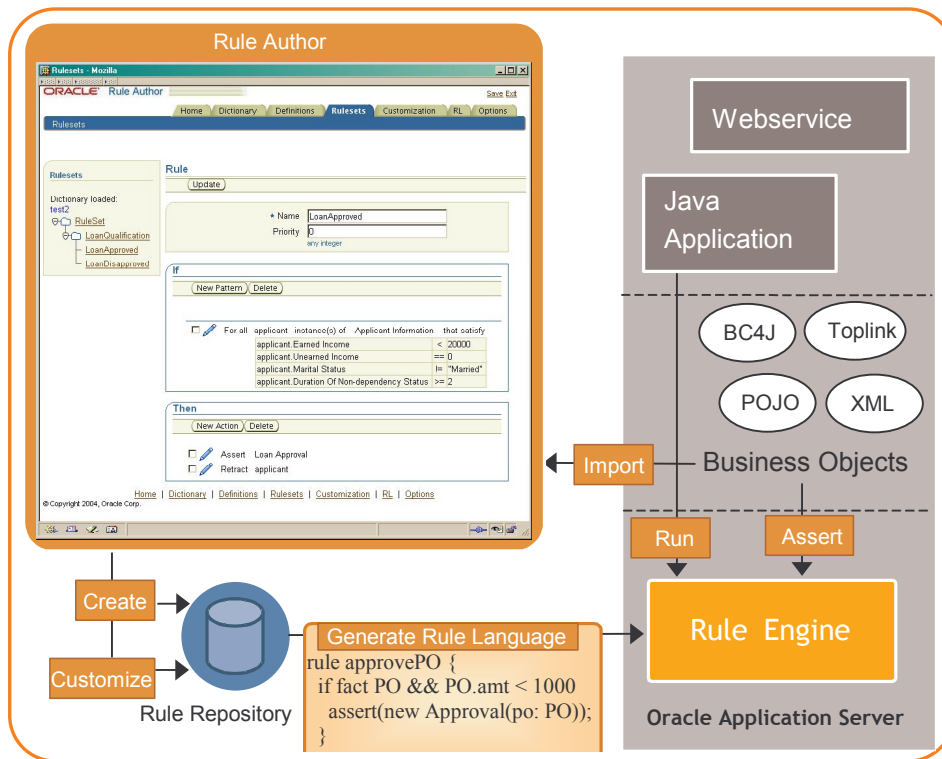 Rule Author
Rulesets - Mozilla
ORACLE Rule Author
Save Exit
Home Dictionary Definitions Rulesets Customization RL Options
Rulesets
Rulesets
Dictionary loaded:
test2
RuleSet
LoanQualification
LoanApproved
LoanDisapproved
Rule
Update
* Name LoanApproved
Priority 0
any integer
If
New Pattern Delete
For all applicant instance(s) of Applicant Information that satisfy
applicant.Earned Income < 20000
applicant.Unearned Income == 0
applicant.Marital Status != "Married"
applicant.Duration Of Non-dependency Status >= 2
Then
New Action Delete
Assert Loan Approval
Retract applicant
Home | Dictionary | Definitions | Rulesets | Customization | RL | Options
© Copyright 2004, Oracle Corp.
Webservice
Java
Application
BC4J
Toplink
POJO
XML
Import
Business Objects
Run
Assert
Create
Customize
Rule Repository
Generate Rule Language
rule approvePO {
if fact PO && PO.amt < 1000
assert(new Approval(po: PO));
}
Rule Engine
Oracle Application Server